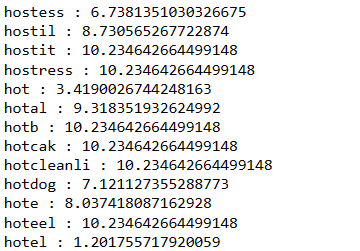 hostess : 6.7381351030326675
hostil : 8.730565267722874
hostit : 10.234642664499148
hostress : 10.234642664499148
hot : 3.4190026744248163
hotal : 9.318351932624992
hotb : 10.234642664499148
hotcak : 10.234642664499148
hotcleanli : 10.234642664499148
hotdog : 7.121127355288773
hote : 8.037418087162928
hoteel : 10.234642664499148
hotel : 1.201755717920059